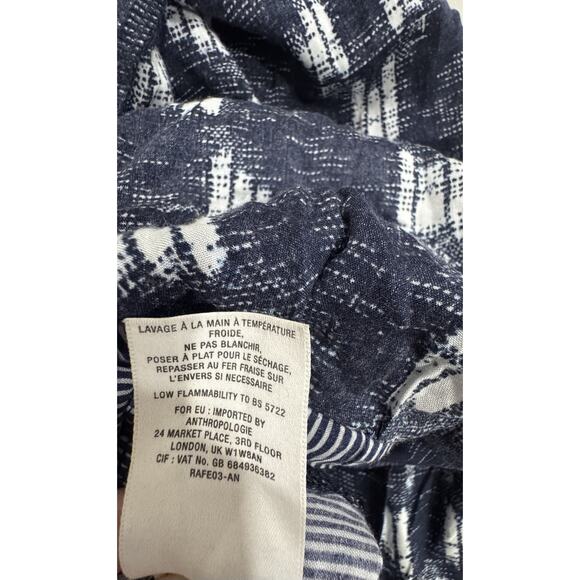 LAVAGE À LA MAIN À TEMPÉRATURE
FROIDE,
NE PAS BLANCHIR,
POSER À PLAT POUR LE SÉCHAGE,
REPASSER AU FER FRAISE SUR
L'ENVERS SI NECESSAIRE
LOW FLAMMABILITY TO BS 5722
FOR EU : IMPORTED BY
ANTHROPOLOGIE
24 MARKET PLACE, 3RD FLOOR
LONDON, UK W1W8AN
CIF : VAT No. GB 684936382
RAFE03-AN